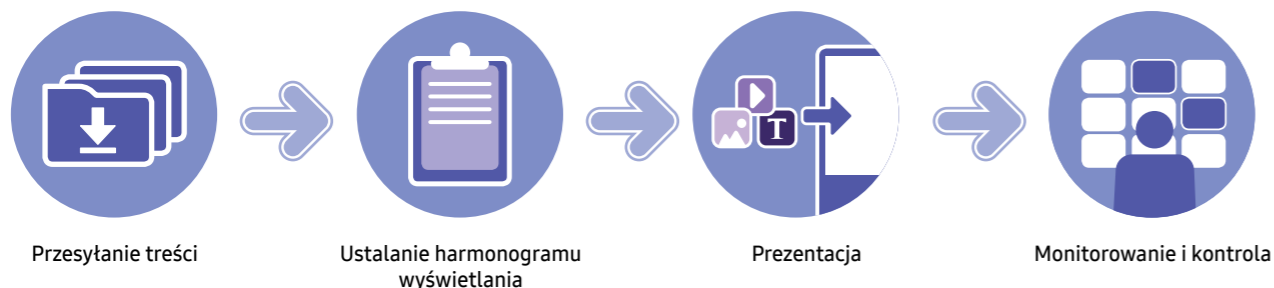 T
Przesyłanie treści
Ustalanie harmonogramu
wyświetlania
Prezentacja
Monitorowanie i kontrola